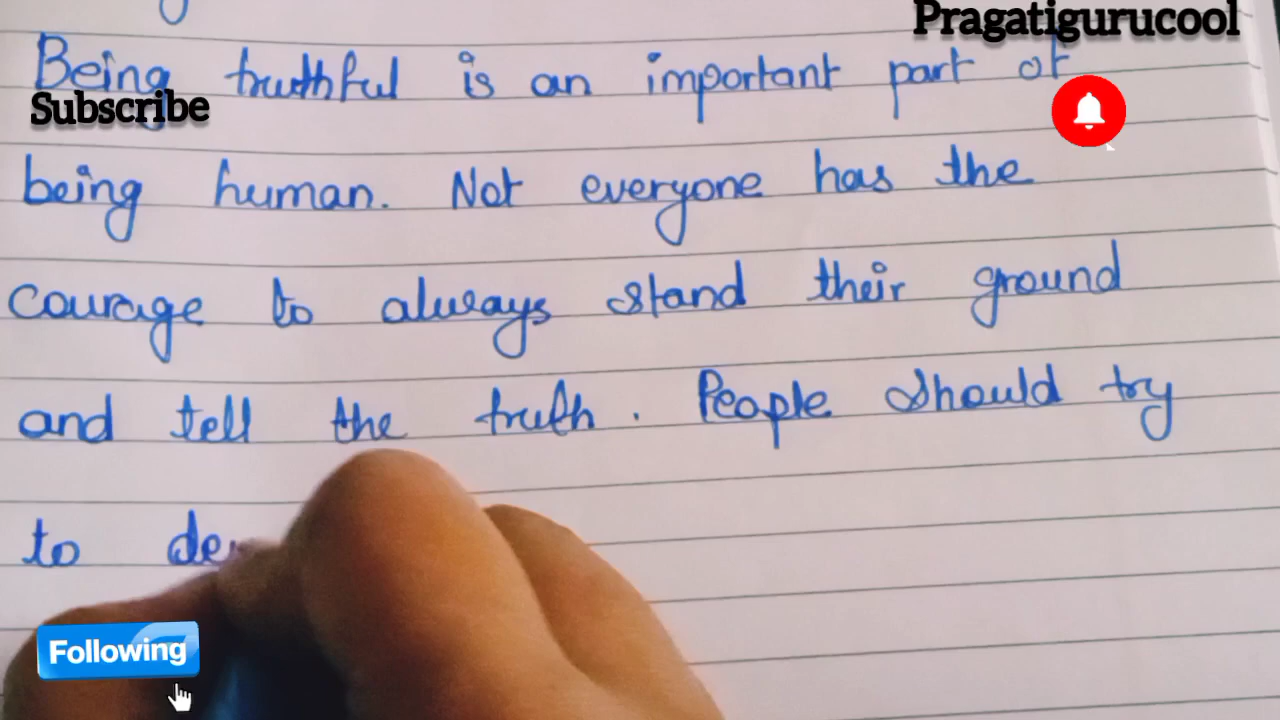 Pragatigurucool
Being truthful is an important part of
Subscribe
being human. Not everyone has the
courage to always stand their ground
and tell the truth. People should try
to
Following